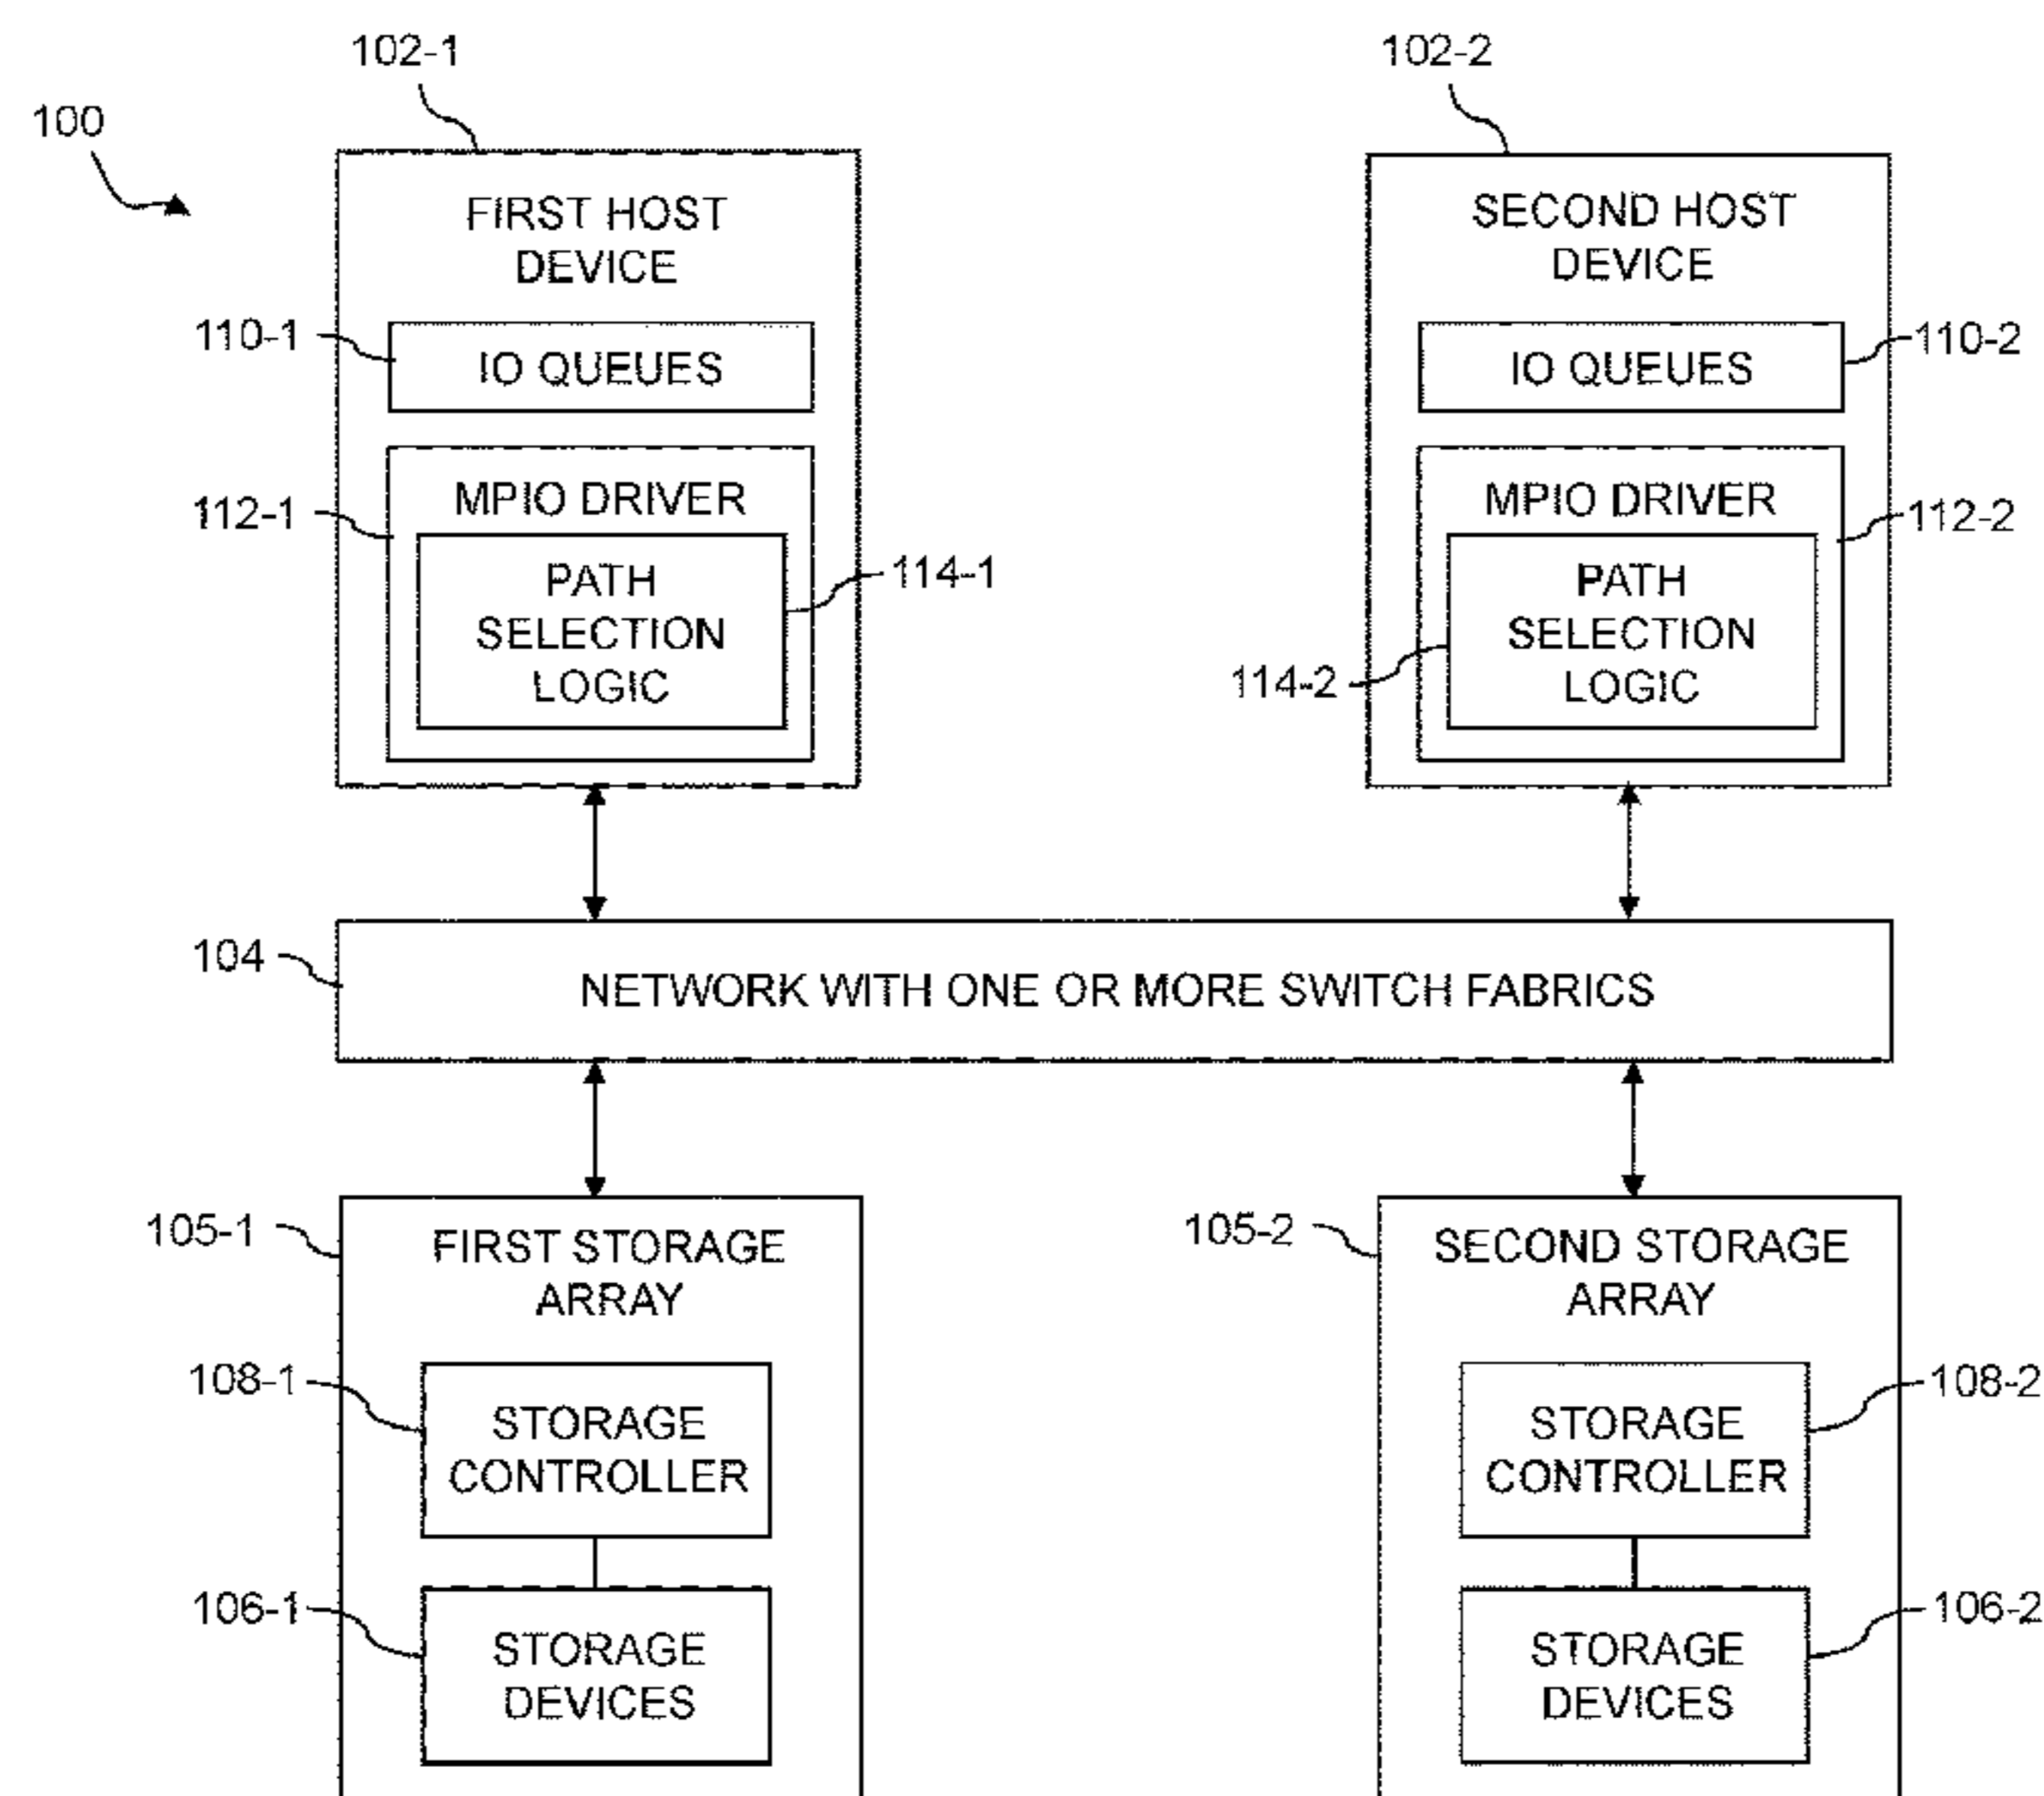 102-1
102-2
100
FIRST HOST
DEVICE
SECOND HOST
DEVICE
110-1
IO QUEUES
IO QUEUES
110-2
112-1
MPIO DRIVER
PATH
SELECTION
LOGIC
114-1
MPIO DRIVER
112-2
PATH
SELECTION
LOGIC
114-2
104
NETWORK WITH ONE OR MORE SWITCH FABRICS
105-1
FIRST STORAGE
ARRAY
105-2
SECOND STORAGE
ARRAY
108-1
STORAGE
CONTROLLER
STORAGE
CONTROLLER
108-2
106-1
STORAGE
DEVICES
STORAGE
DEVICES
106-2